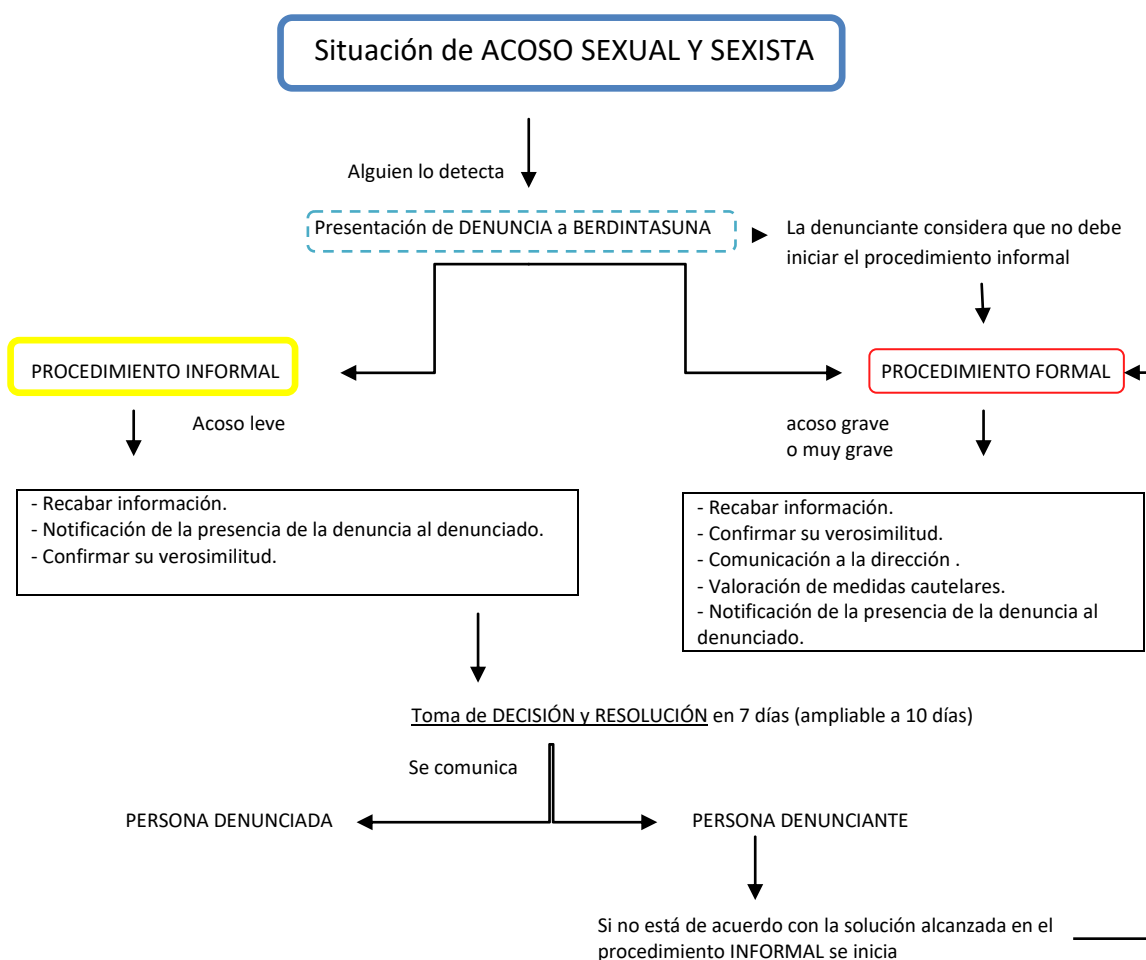 Situación de ACOSO SEXUAL Y SEXISTA
Alguien lo detecta
Presentación de DENUNCIA a BERDINTASUNA
La denunciante considera que no debe
iniciar el procedimiento informal
PROCEDIMIENTO INFORMAL
PROCEDIMIENTO FORMAL
Acoso leve
acoso grave
o muy grave
- Recabar información.
- Notificación de la presencia de la denuncia al denunciado.
- Confirmar su verosimilitud.
- Recabar información.
- Confirmar su verosimilitud.
- Comunicación a la dirección .
- Valoración de medidas cautelares.
- Notificación de la presencia de la denuncia al
denunciado.
Toma de DECISIÓN y RESOLUCIÓN en 7 días (ampliable a 10 días)
Se comunica
PERSONA DENUNCIADA
PERSONA DENUNCIANTE
Si no está de acuerdo con la solución alcanzada en el
procedimiento INFORMAL se inicia